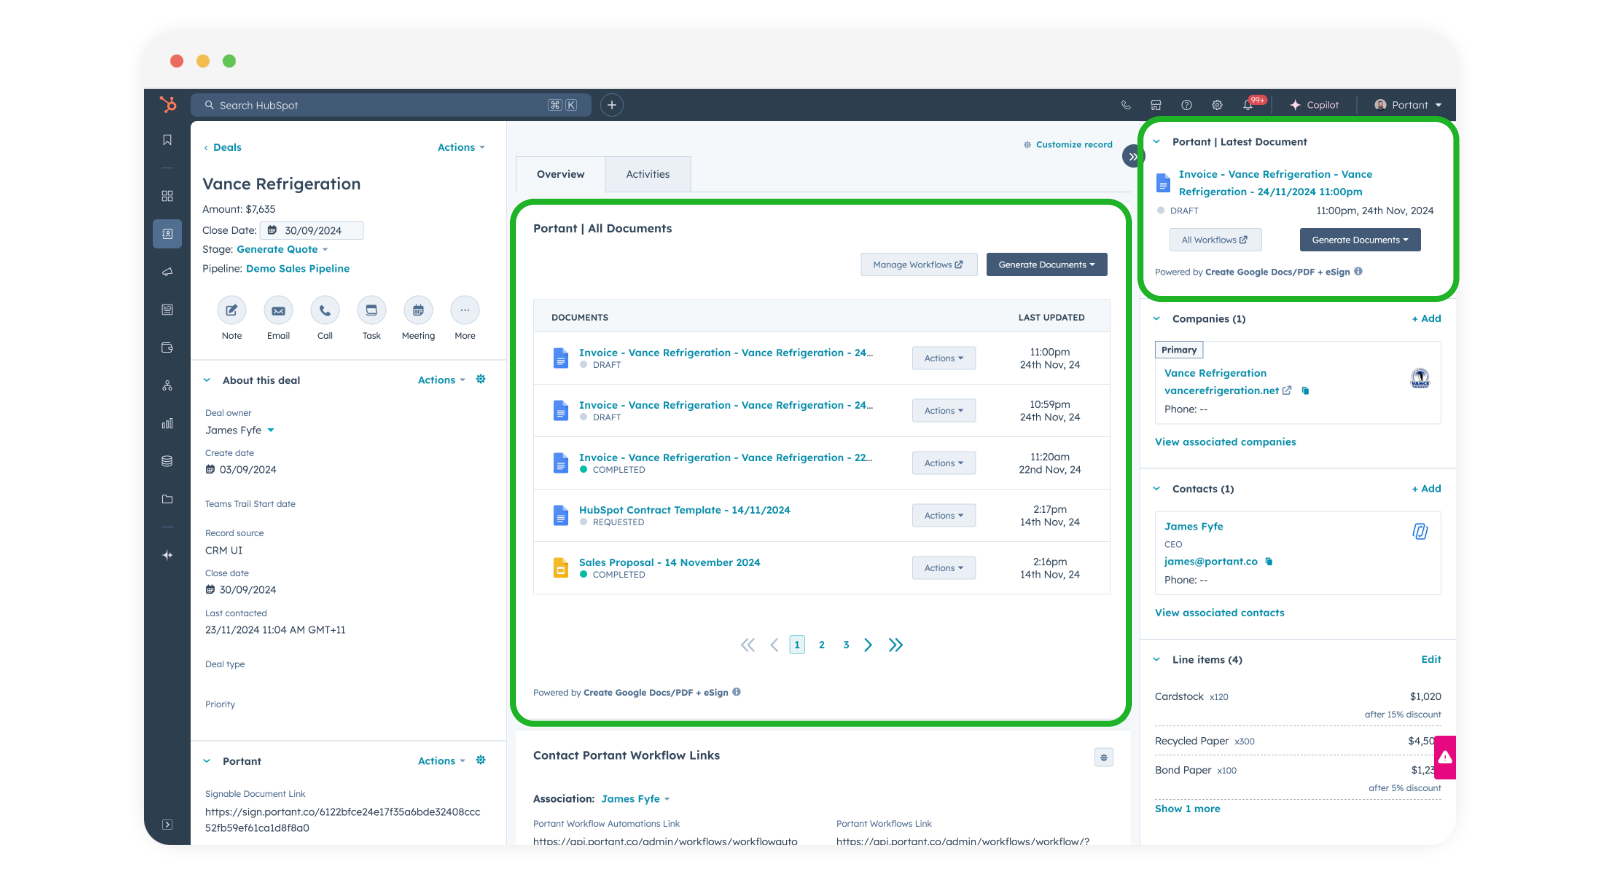 Search HubSpot
⌘ K
99+
Copilot
Portant
Deals
Actions
Vance Refrigeration
Amount: $7,635
Close Date: 30/09/2024
Stage: Generate Quote
Pipeline: Demo Sales Pipeline
Note Email Call Task Meeting More
About this deal
Actions
Deal owner
James Fyfe
Create date
03/09/2024
Teams Trail Start date
Record source
CRM UI
Close date
30/09/2024
Last contacted
23/11/2024 11:04 AM GMT+11
Deal type
Priority
Portant
Actions
Signable Document Link
https://sign.portant.co/6122bfce24e17f35a6bde32408ccc
52fb59ef61ca1d8f8a0
Customize record
Overview Activities
Portant | All Documents
Manage Workflows
Generate Documents
DOCUMENTS LAST UPDATED
Invoice - Vance Refrigeration - Vance Refrigeration - 24...
DRAFT
Actions
11:00pm
24th Nov, 24
Invoice - Vance Refrigeration - Vance Refrigeration - 24...
DRAFT
Actions
10:59pm
24th Nov, 24
Invoice - Vance Refrigeration - Vance Refrigeration - 22...
COMPLETED
Actions
11:20am
22nd Nov, 24
HubSpot Contract Template - 14/11/2024
REQUESTED
Actions
2:17pm
14th Nov, 24
Sales Proposal - 14 November 2024
COMPLETED
Actions
2:16pm
14th Nov, 24
1 2 3
Powered by Create Google Docs/PDF + eSign
Contact Portant Workflow Links
Association: James Fyfe
Portant Workflow Automations Link
https://api.portant.co/admin/workflows/workflowauto
Portant Workflows Link
https://api.portant.co/admin/workflows/workflow/?
Portant | Latest Document
Invoice - Vance Refrigeration - Vance
Refrigeration - 24/11/2024 11:00pm
DRAFT
11:00pm, 24th Nov, 2024
All Workflows
Generate Documents
Powered by Create Google Docs/PDF + eSign
Companies (1)
+ Add
Primary
Vance Refrigeration
vancerefrigeration.net
Phone: --
VANCE
View associated companies
Contacts (1)
+ Add
James Fyfe
CEO
james@portant.co
Phone: --
View associated contacts
Line items (4)
Edit
Cardstock x120
$1,020
after 15% discount
Recycled Paper x300
$4,50
Bond Paper x100
$1,23
after 5% discount
Show 1 more